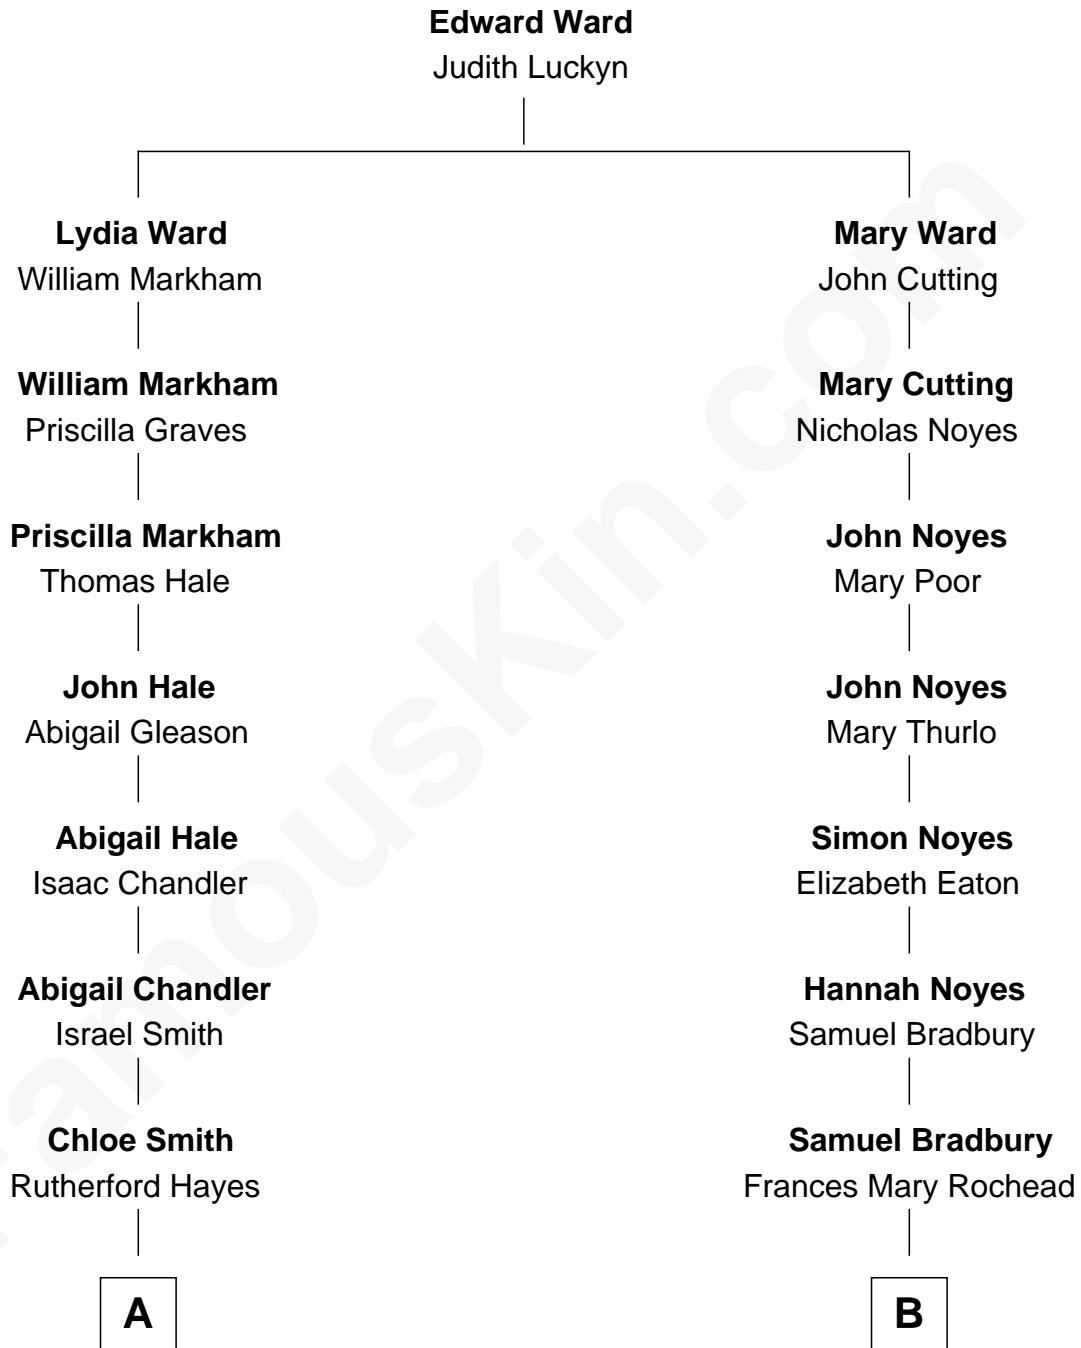 Edward Ward
Judith Luckyn
Lydia Ward
William Markham
Mary Ward
John Cutting
William Markham
Priscilla Graves
Mary Cutting
Nicholas Noyes
Priscilla Markham
Thomas Hale
John Noyes
Mary Poor
John Hale
Abigail Gleason
John Noyes
Mary Thurlo
Abigail Hale
Isaac Chandler
Simon Noyes
Elizabeth Eaton
Abigail Chandler
Israel Smith
Hannah Noyes
Samuel Bradbury
Chloe Smith
Rutherford Hayes
Samuel Bradbury
Frances Mary Rochead
A
B
FamousKin.com